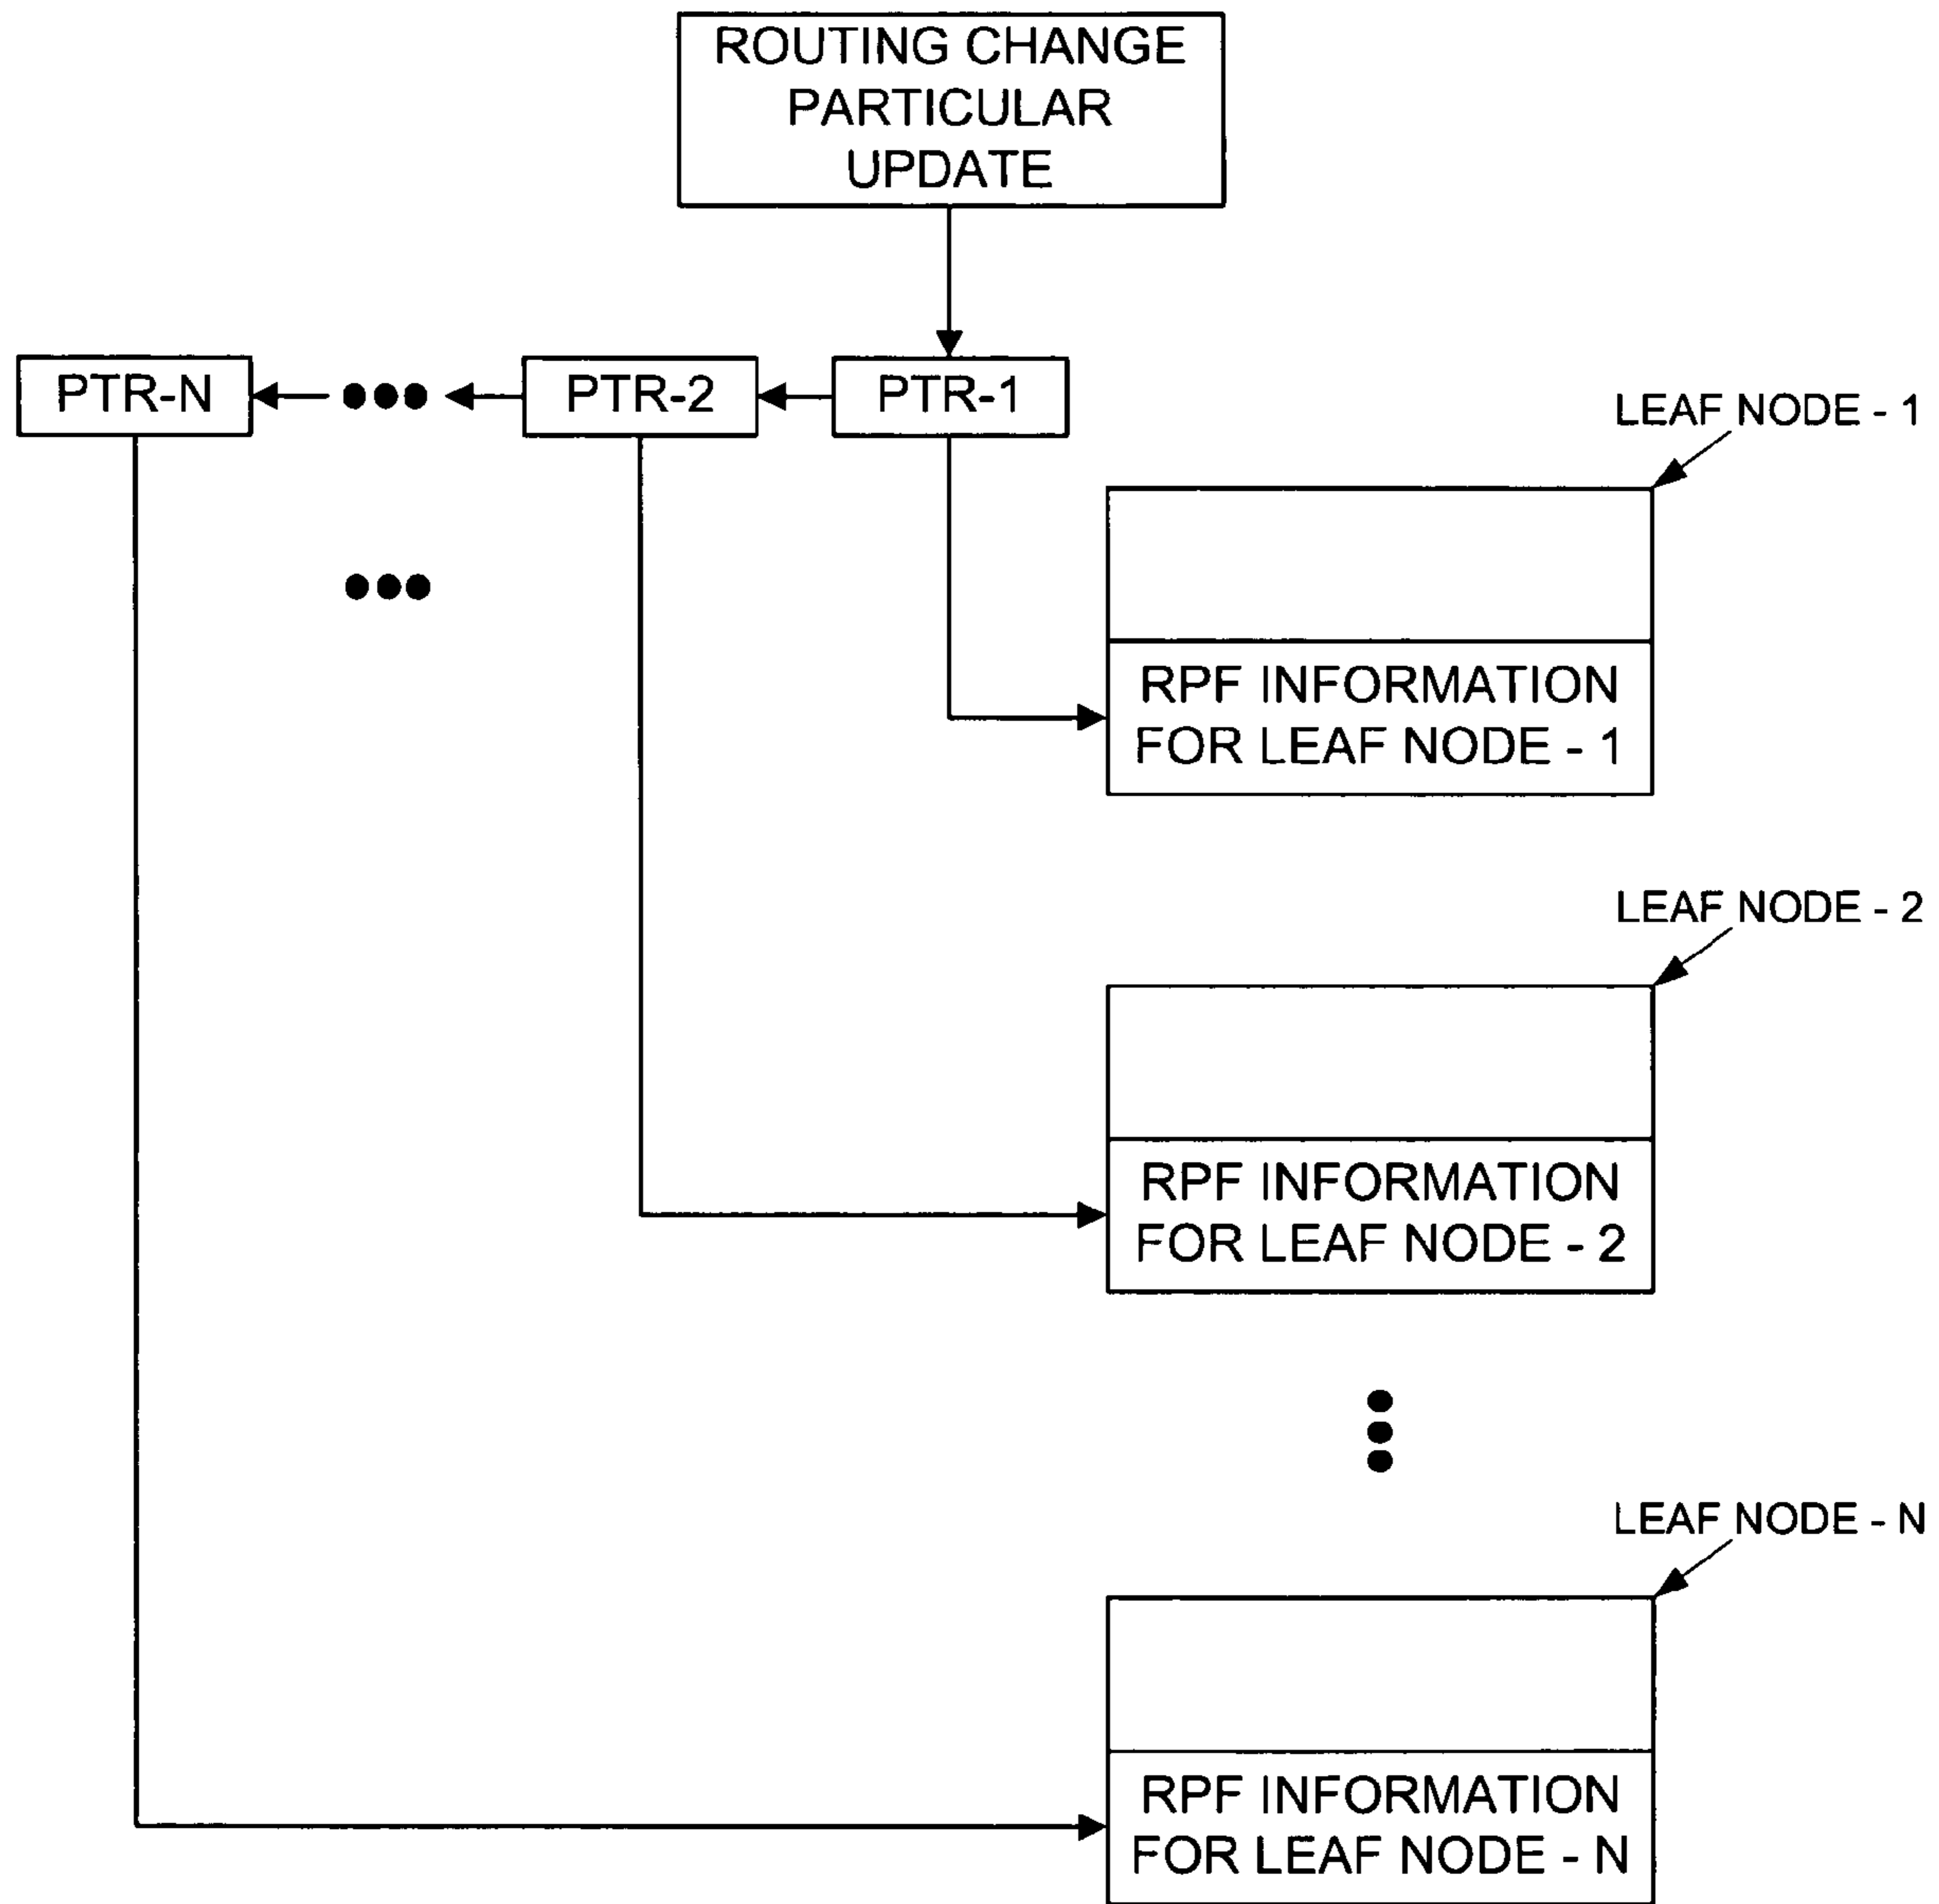 ROUTING CHANGE
PARTICULAR
UPDATE
PTR-N
PTR-2
PTR-1
LEAF NODE - 1
RPF INFORMATION
FOR LEAF NODE - 1
LEAF NODE - 2
RPF INFORMATION
FOR LEAF NODE - 2
LEAF NODE - N
RPF INFORMATION
FOR LEAF NODE - N